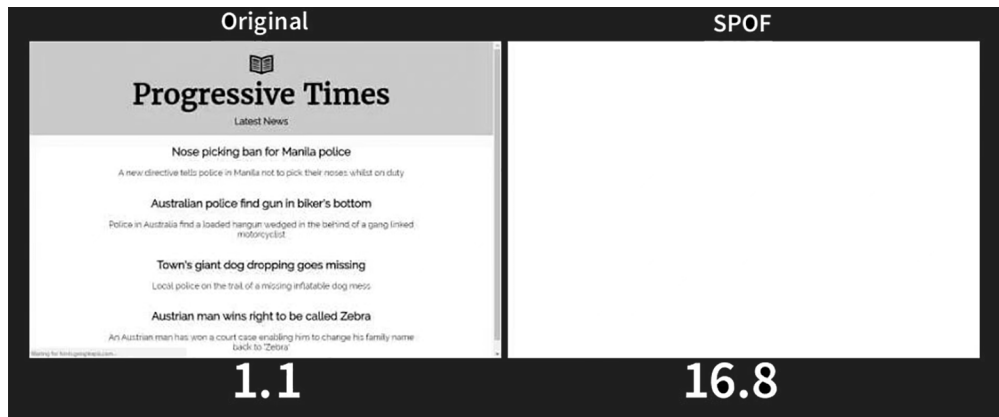 Original
SPOF
Progressive Times
Latest News
Nose picking ban for Manila police
A new directive tells police in Manila not to pick their noses whilst on duty
Australian police find gun in biker's bottom
Police in Australia find a loaded hangun wedged in the behind of a gang linked
motorcyclist
Town's giant dog dropping goes missing
Local police on the trail of a missing inflatable dog mess
Austrian man wins right to be called Zebra
An Austrian man has won a court case enabling him to change his family name
back to 'Zebra'
Waiting for
1.1
16.8